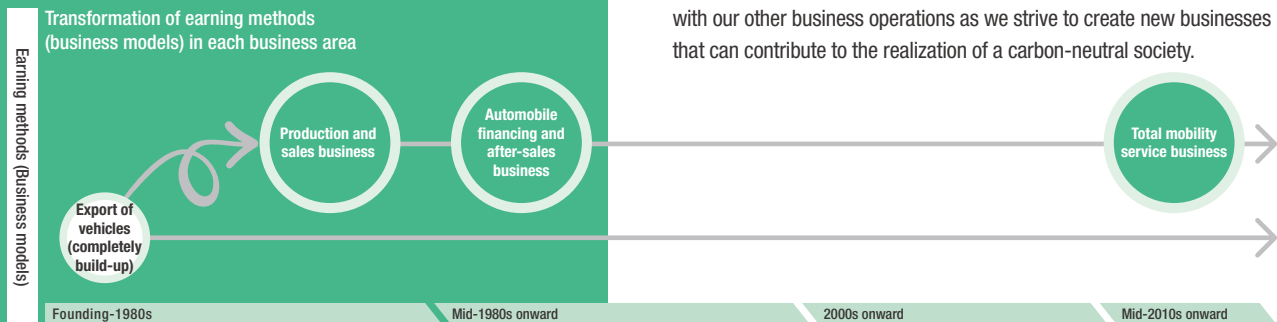 Transformation of earning methods
(business models) in each business area
with our other business operations as we strive to create new businesses
that can contribute to the realization of a carbon-neutral society.
Earning methods (Business models)
Production and
sales business
Automobile
financing and
after-sales
business
Total mobility
service business
Export of
vehicles
(completely
build-up)
Founding-1980s
Mid-1980s onward
2000s onward
Mid-2010s onward